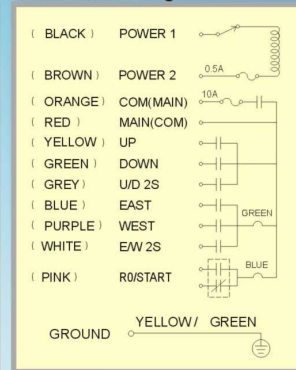 ( BLACK ) POWER 1
( BROWN ) POWER 2 0.5A
( ORANGE ) COM(MAIN) 10A
( RED ) MAIN(COM)
( YELLOW ) UP
( GREEN ) DOWN
( GREY ) U/D 2S
( BLUE ) EAST
GREEN
( PURPLE ) WEST
( WHITE ) E/W 2S
BLUE
( PINK ) R0/START
YELLOW / GREEN
GROUND